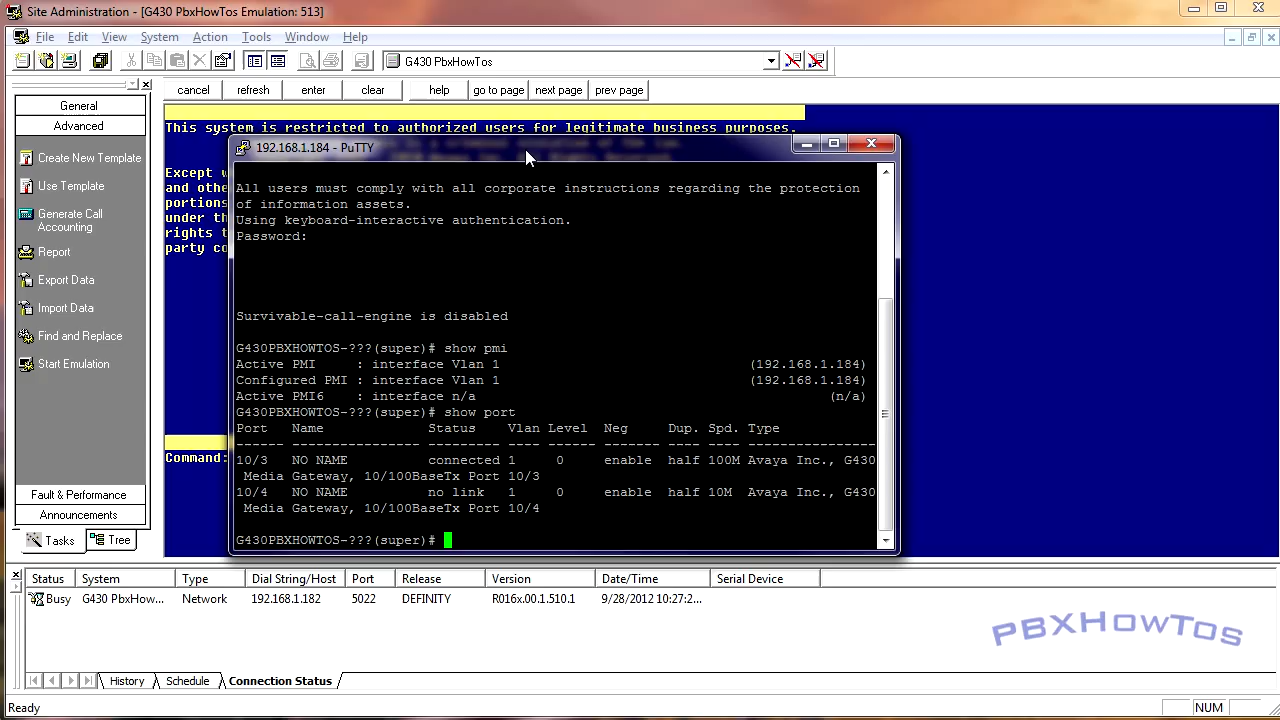 Site Administration - [G430 PbxHowTos Emulation: 513]
File Edit View System Action Tools Window Help
G430 PbxHowTos
General
Advanced
Create New Template
Use Template
Generate Call
Accounting
Report
Export Data
Import Data
Find and Replace
Start Emulation
Fault & Performance
Announcements
Tasks Tree
cancel refresh enter clear help go to page next page prev page
This system is restricted to authorized users for legitimate business purposes.
Except
and othe
portions
under th
rights t
party co
Command:
192.168.1.184 - PuTTY
All users must comply with all corporate instructions regarding the protection
of information assets.
Using keyboard-interactive authentication.
Password:
Survivable-call-engine is disabled
G430PBXHOWTOS-???(super)# show pmi
Active PMI : interface Vlan 1 (192.168.1.184)
Configured PMI : interface Vlan 1 (192.168.1.184)
Active PMI6 : interface n/a (n/a)
G430PBXHOWTOS-???(super)# show port
Port Name Status Vlan Level Neg Dup. Spd. Type
------ ---------------- --------- ---- ----- ------ ---- ---- ----------------
10/3 NO NAME connected 1 0 enable half 100M Avaya Inc., G430
Media Gateway, 10/100BaseTx Port 10/3
10/4 NO NAME no link 1 0 enable half 10M Avaya Inc., G430
Media Gateway, 10/100BaseTx Port 10/4
G430PBXHOWTOS-???(super)#
Status System Type Dial String/Host Port Release Version Date/Time Serial Device
Busy G430 PbxHow... Network 192.168.1.182 5022 DEFINITY R016x.00.1.510.1 9/28/2012 10:27:2...
PBXHowTos
History Schedule Connection Status
Ready NUM